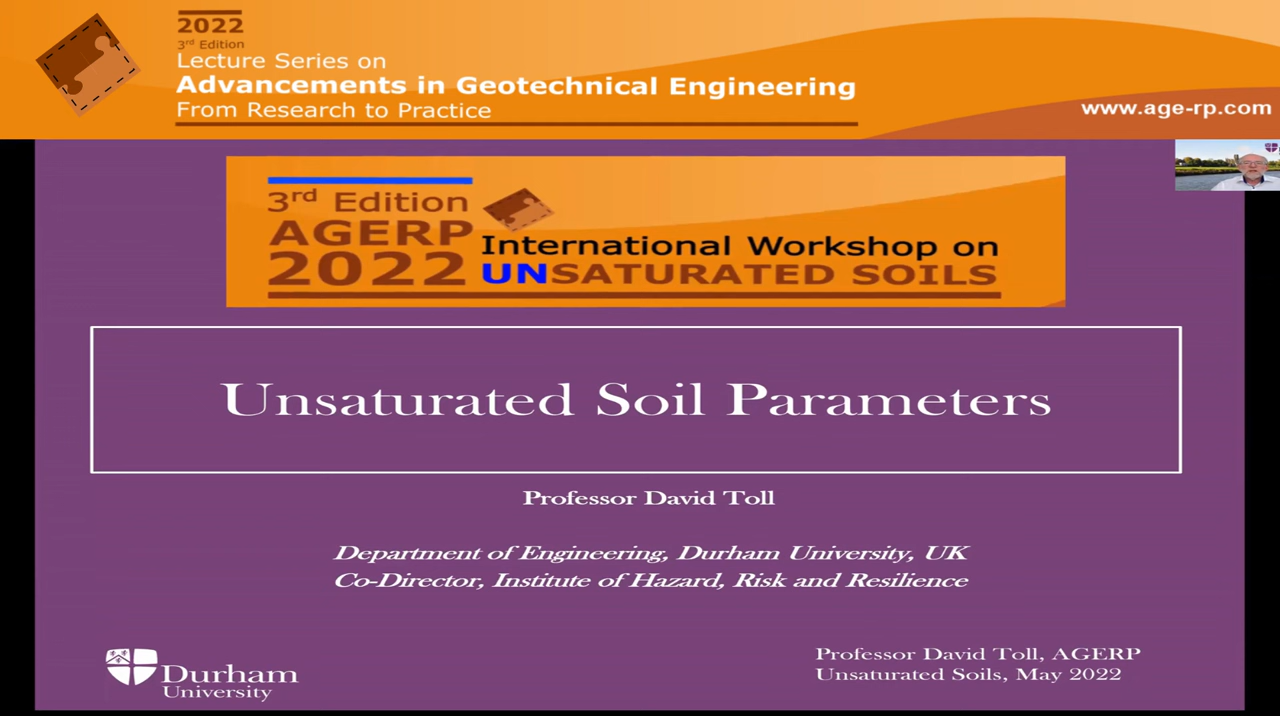 2022
3rd Edition
Lecture Series on
Advancements in Geotechnical Engineering
From Research to Practice
www.age-rp.com
3rd Edition
AGERP
2022
International Workshop on
UNSATURATED SOILS
Unsaturated Soil Parameters
Professor David Toll
Department of Engineering, Durham University, UK
Co-Director, Institute of Hazard, Risk and Resilience
Durham
University
Professor David Toll, AGERP
Unsaturated Soils, May 2022